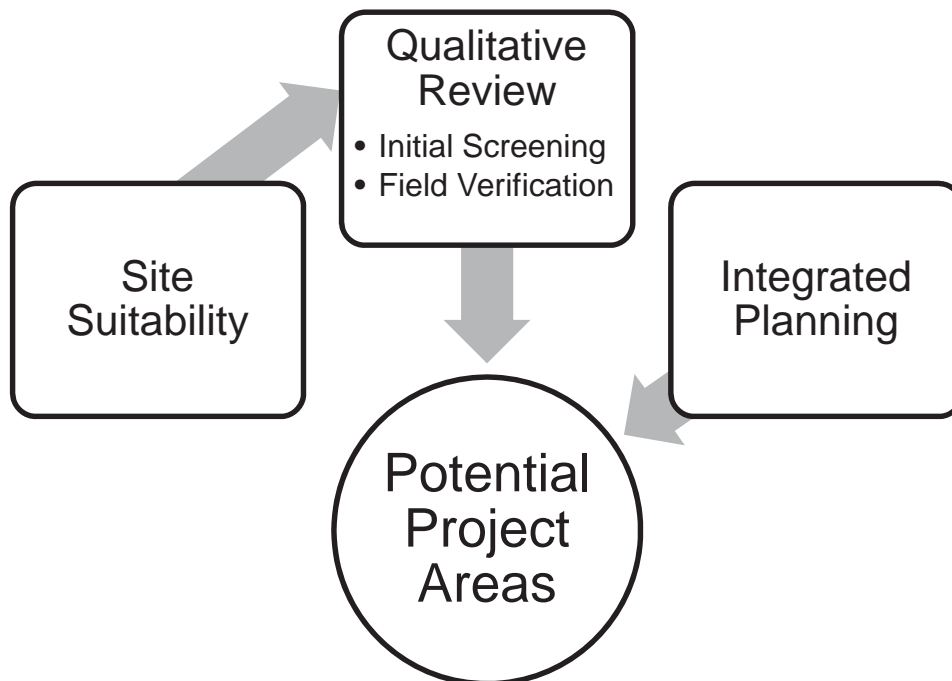 Qualitative
Review
• Initial Screening
• Field Verification
Site
Suitability
Integrated
Planning
Potential
Project
Areas